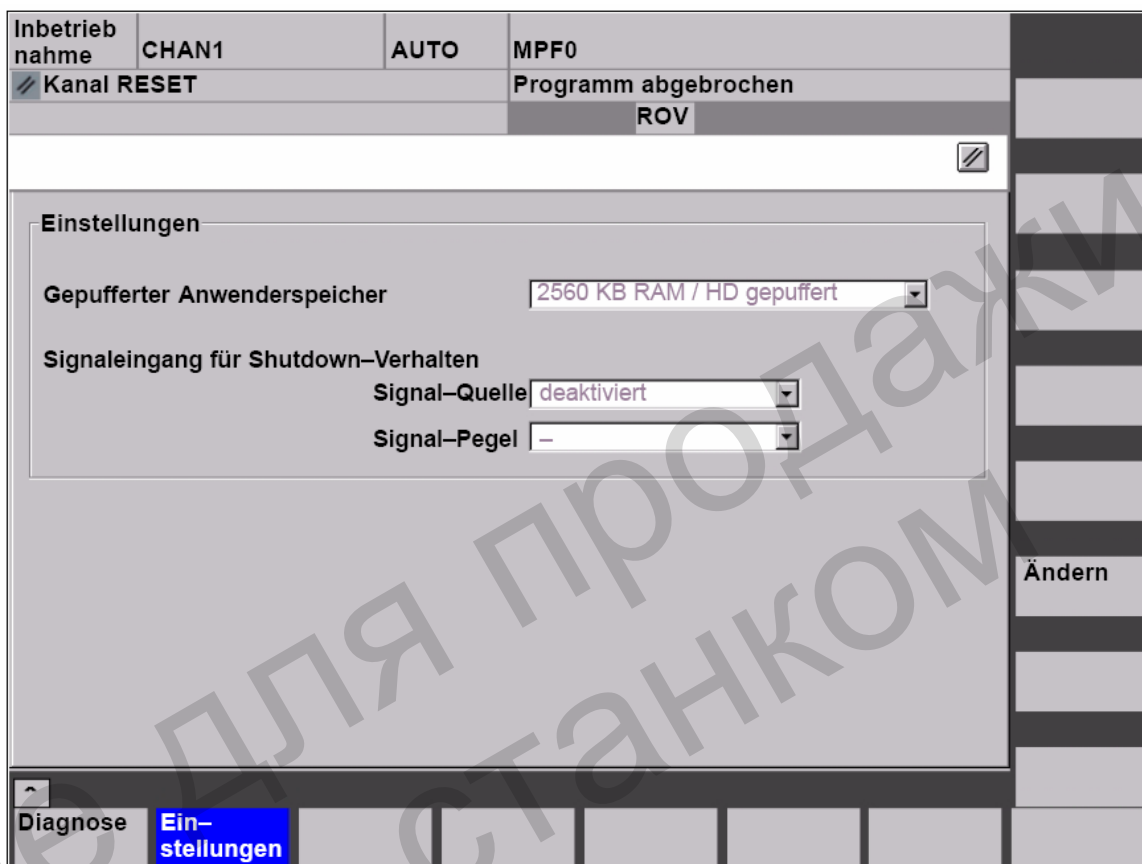 Inbetrieb
nahme
CHAN1
AUTO
MPF0
Kanal RESET
Programm abgebrochen
ROV
Einstellungen
Gepufferter Anwenderspeicher
2560 KB RAM / HD gepuffert
Signaleingang für Shutdown–Verhalten
Signal–Quelle
deaktiviert
Signal–Pegel
–
Ändern
Diagnose
Ein–
stellungen
е для продажи
станком